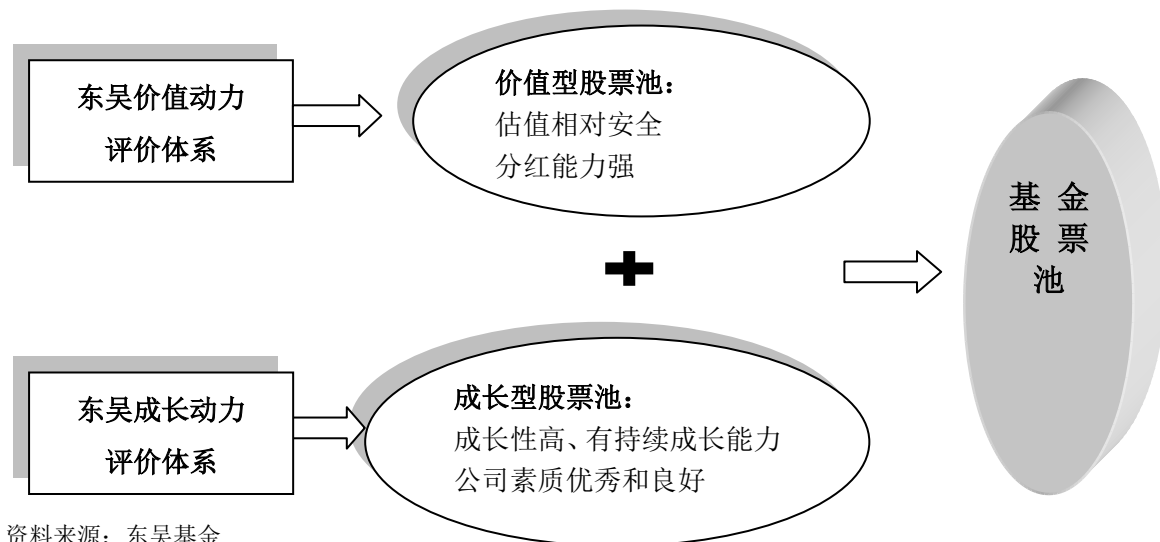 东吴价值动力
评价体系
价值型股票池：
估值相对安全
分红能力强
基 金
股 票
池
东吴成长动力
评价体系
成长型股票池：
成长性高、有持续成长能力
公司素质优秀和良好
资料来源：东吴基金